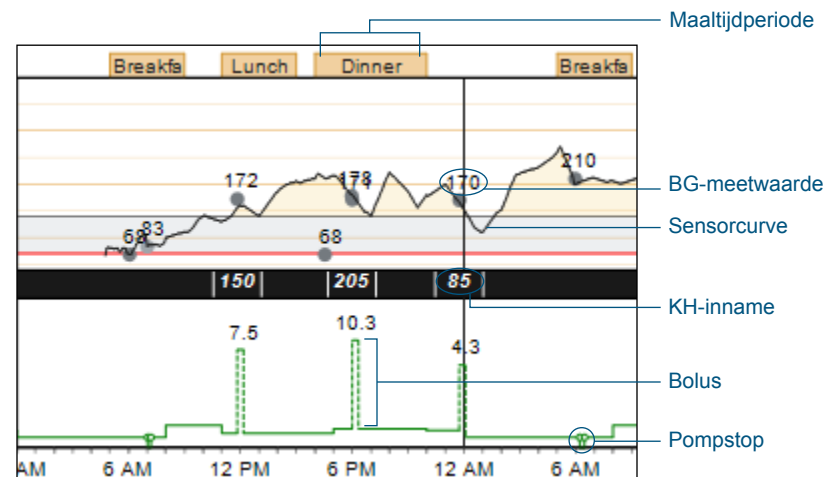 Maaltijdperiode
Breakfa Lunch Dinner Breakfa
210
172 170 BG-meetwaarde
Sensorcurve
83
68 68
150 205 85
KH-inname
10.3
7.5
4.3
Bolus
Pompstop
AM 6 AM 12 PM 6 PM 12 AM 6 AM